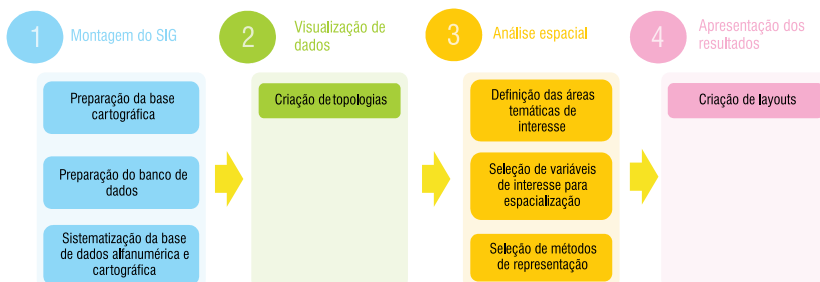 1
Montagem do SIG
2
Visualização de
dados
3
Análise espacial
4
Apresentação dos
resultados
Preparação da base
cartográfica
Preparação do banco de
dados
Sistematização da base
de dados alfanumérica e
cartográfica
Criação de topologias
Definição das áreas
temáticas de
interesse
Seleção de variáveis
de interesse para
espacialização
Seleção de métodos
de representação
Criação de layouts